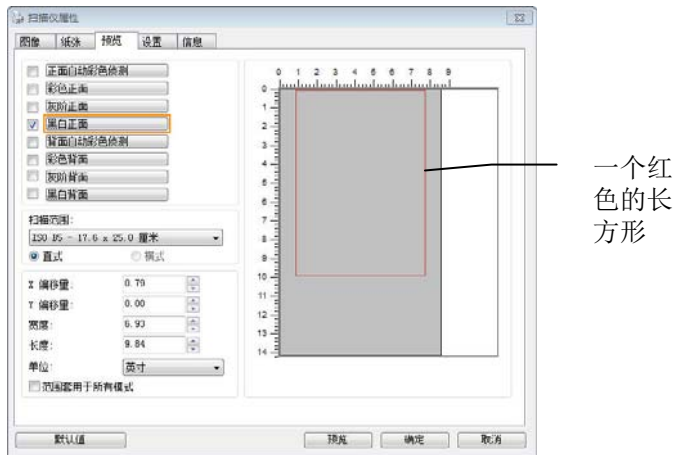 扫描仪属性
图像 纸张 预览 设置 信息
正面自动彩色侦测
彩色正面
灰阶正面
黑白正面
背面自动彩色侦测
彩色背面
灰阶背面
黑白背面
扫描范围:
ISO B5 - 17.6 x 25.0 厘米
直式 横式
X 偏移量: 0.79
Y 偏移量: 0.00
宽度: 6.93
长度: 9.84
单位: 英寸
范围套用于所有模式
0 1 2 3 4 5 6 7 8 9
0
1
2
3
4
5
6
7
8
9
10
11
12
13
14
一个红
色的长
方形
默认值 预览 确定 取消